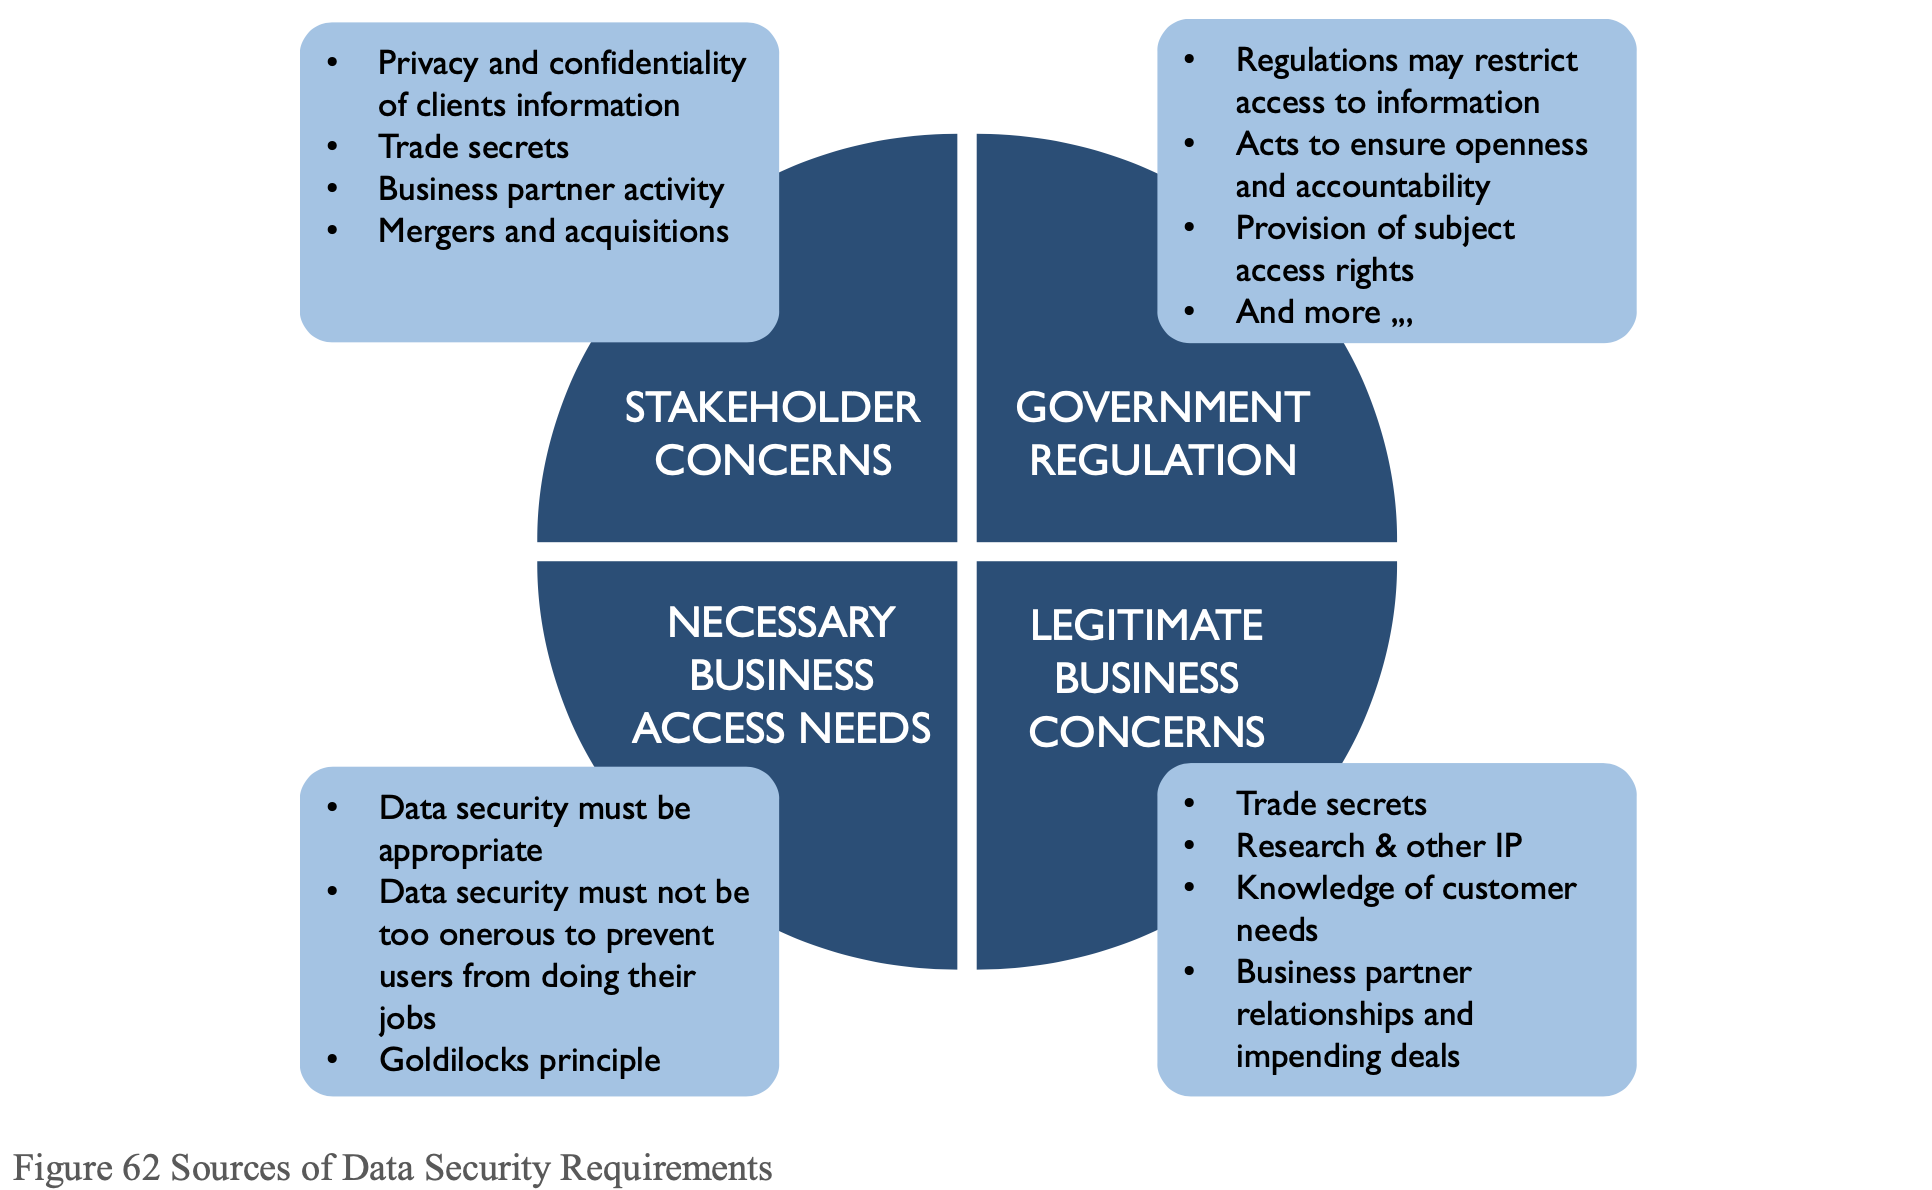 • Privacy and confidentiality
of clients information
• Trade secrets
• Business partner activity
• Mergers and acquisitions
• Regulations may restrict
access to information
• Acts to ensure openness
and accountability
• Provision of subject
access rights
• And more ,,,
STAKEHOLDER
CONCERNS
GOVERNMENT
REGULATION
NECESSARY
BUSINESS
ACCESS NEEDS
LEGITIMATE
BUSINESS
CONCERNS
• Data security must be
appropriate
• Data security must not be
too onerous to prevent
users from doing their
jobs
• Goldilocks principle
• Trade secrets
• Research & other IP
• Knowledge of customer
needs
• Business partner
relationships and
impending deals
Figure 62 Sources of Data Security Requirements